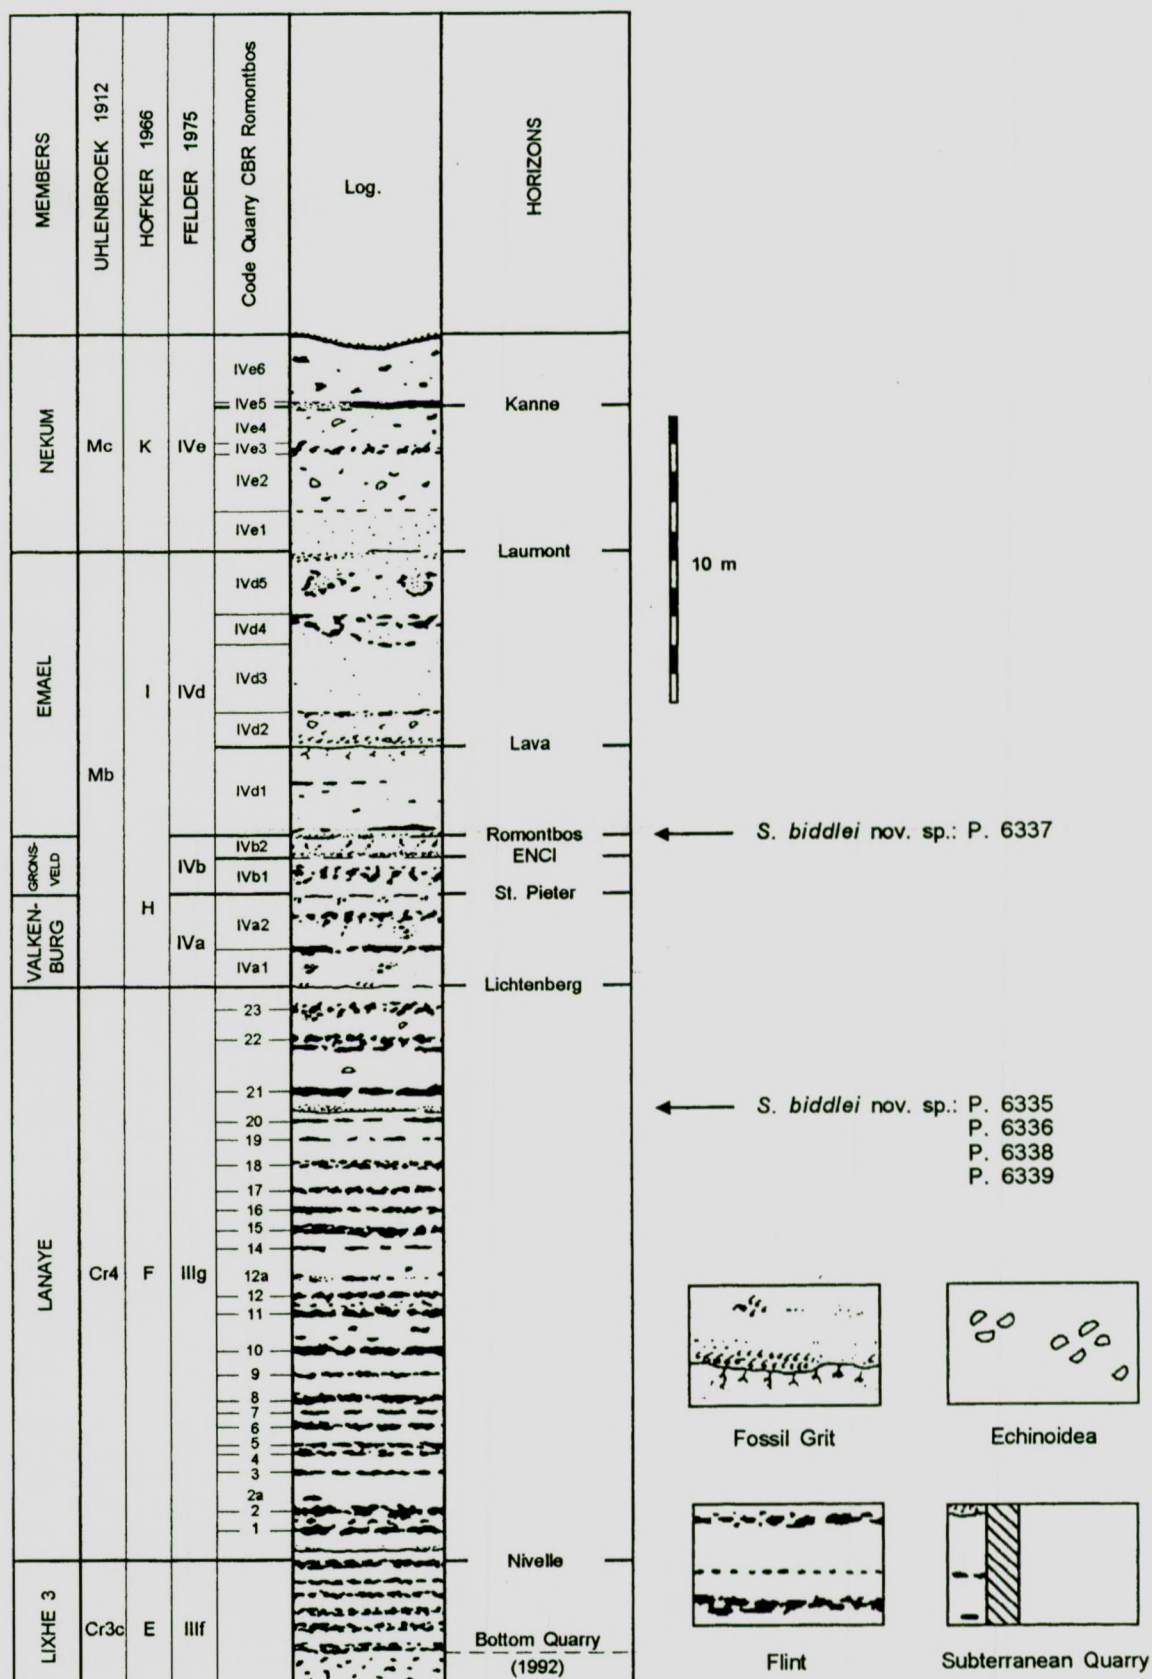 MEMBERS
UHLENBROEK 1912
HOFKER 1966
FELDER 1975
Code Quarry CBR Romontbos
Log.
HORIZONS
NEKUM
Mc
K
IVe
IVe6
IVe5
Kanne
IVe4
IVe3
IVe2
IVe1
Laumont
10 m
EMAEL
Mb
I
IVd
IVd5
IVd4
IVd3
IVd2
Lava
IVd1
Romontbos
S. biddlei nov. sp.: P. 6337
GRONS-
VELD
IVb
IVb2
ENCI
IVb1
St. Pieter
H
VALKEN-
BURG
IVa
IVa2
IVa1
Lichtenberg
LANAYE
Cr4
F
IIIg
23
22
21
S. biddlei nov. sp.: P. 6335
P. 6336
P. 6338
P. 6339
20
19
18
17
16
15
14
12a
12
11
10
9
8
7
6
5
4
3
2a
2
1
Nivelle
LIXHE 3
Cr3c
E
IIIf
Bottom Quarry
(1992)
Fossil Grit
Echinoidea
Flint
Subterranean Quarry